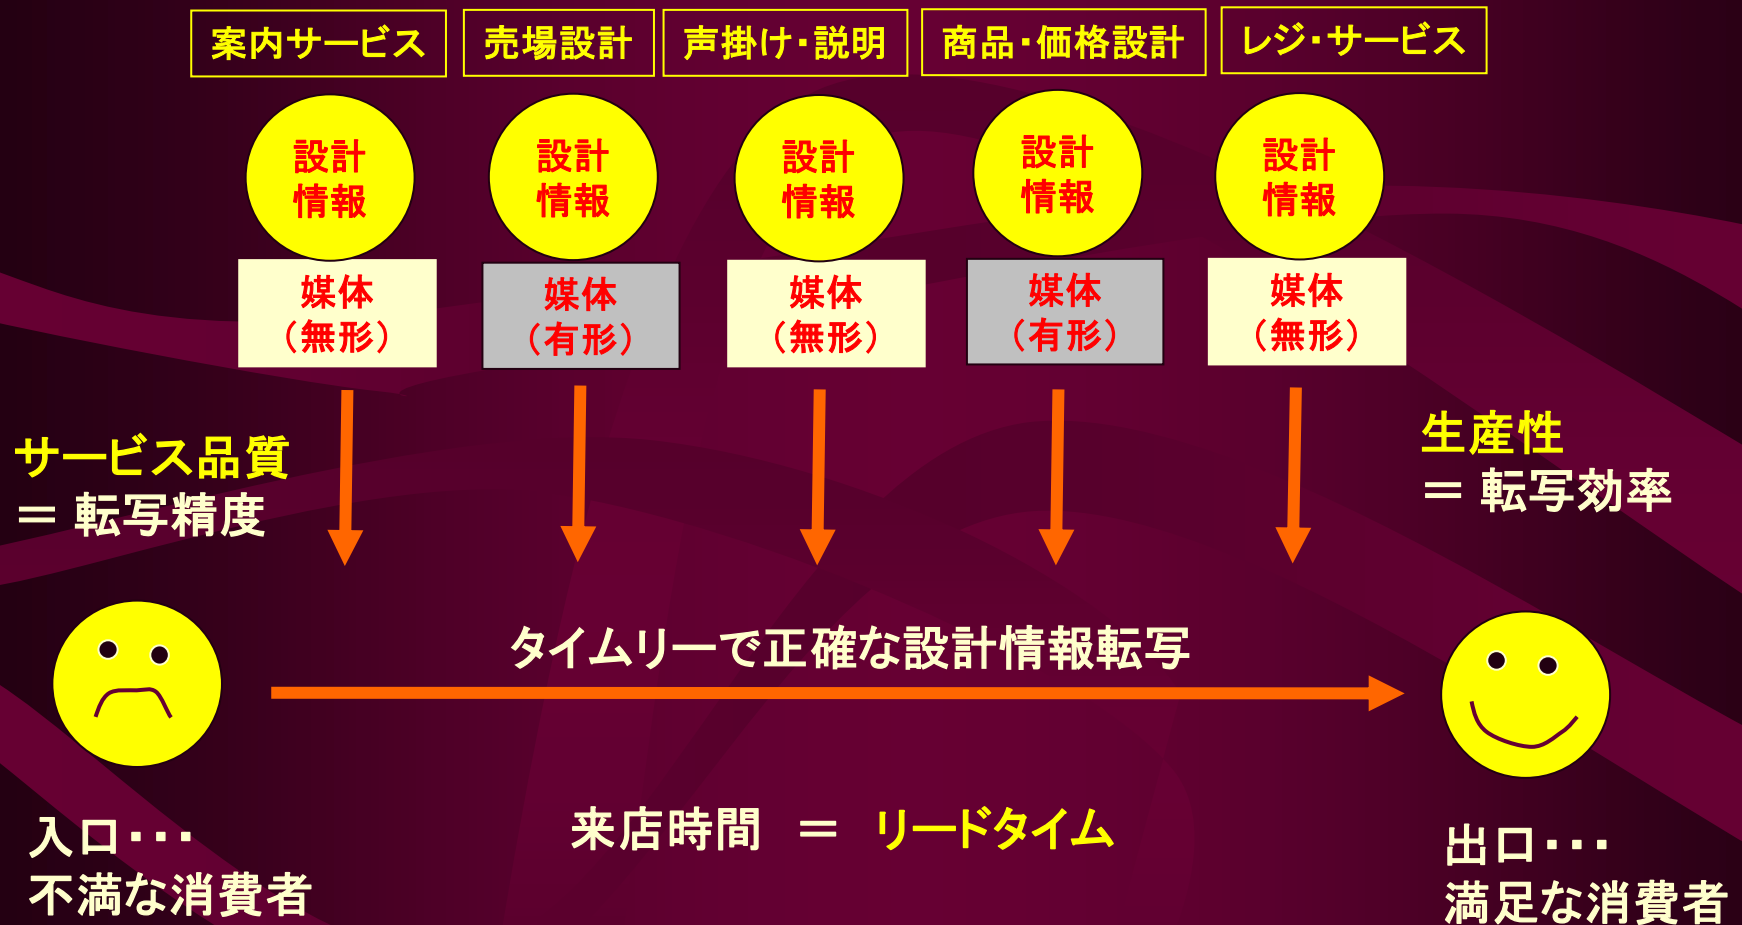 案内サービス
売場設計
声掛け・説明
商品・価格設計
レジ・サービス
設計
情報
設計
情報
設計
情報
設計
情報
設計
情報
媒体
（無形）
媒体
（有形）
媒体
（無形）
媒体
（有形）
媒体
（無形）
サービス品質
＝ 転写精度
生産性
＝ 転写効率
タイムリーで正確な設計情報転写
来店時間 ＝ リードタイム
入口・・・
不満な消費者
出口・・・
満足な消費者